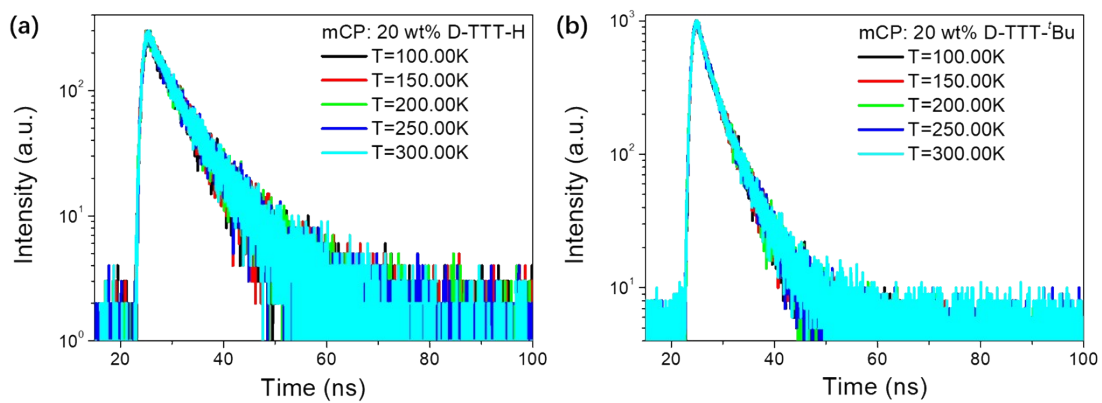 (a)
mCP: 20 wt% D-TTT-H
T=100.00K
T=150.00K
T=200.00K
T=250.00K
T=300.00K
10²
10¹
10⁰
Intensity (a.u.)
20 40 60 80 100
Time (ns)
(b)
mCP: 20 wt% D-TTT-ᵗBu
T=100.00K
T=150.00K
T=200.00K
T=250.00K
T=300.00K
10³
10²
10¹
Intensity (a.u.)
20 40 60 80 100
Time (ns)